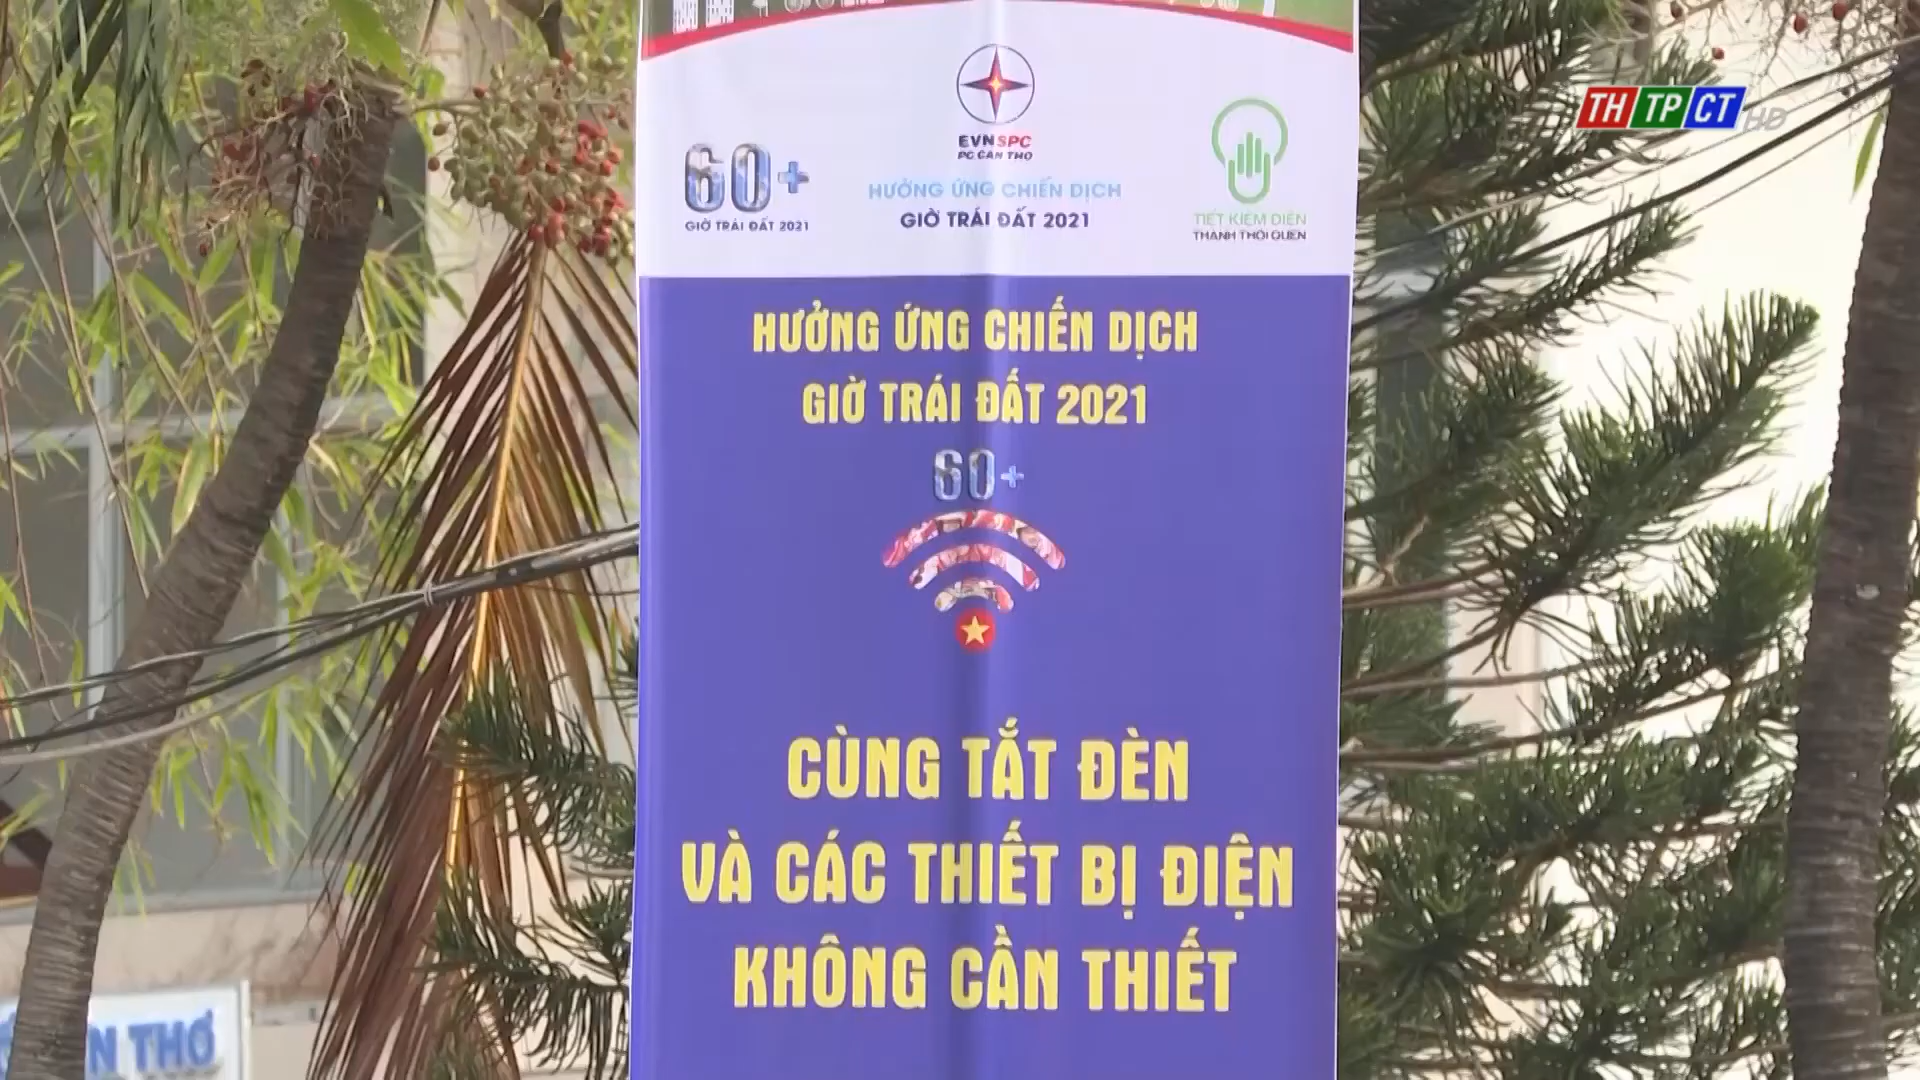 THTPCT HD
EVNSPC
PC CẦN THƠ
60+
GIỜ TRÁI ĐẤT 2021
HƯỞNG ỨNG CHIẾN DỊCH
GIỜ TRÁI ĐẤT 2021
TIẾT KIỆM ĐIỆN
THÀNH THÓI QUEN
HƯỞNG ỨNG CHIẾN DỊCH
GIỜ TRÁI ĐẤT 2021
60+
CÙNG TẮT ĐÈN
VÀ CÁC THIẾT BỊ ĐIỆN
KHÔNG CẦN THIẾT
N THƠ